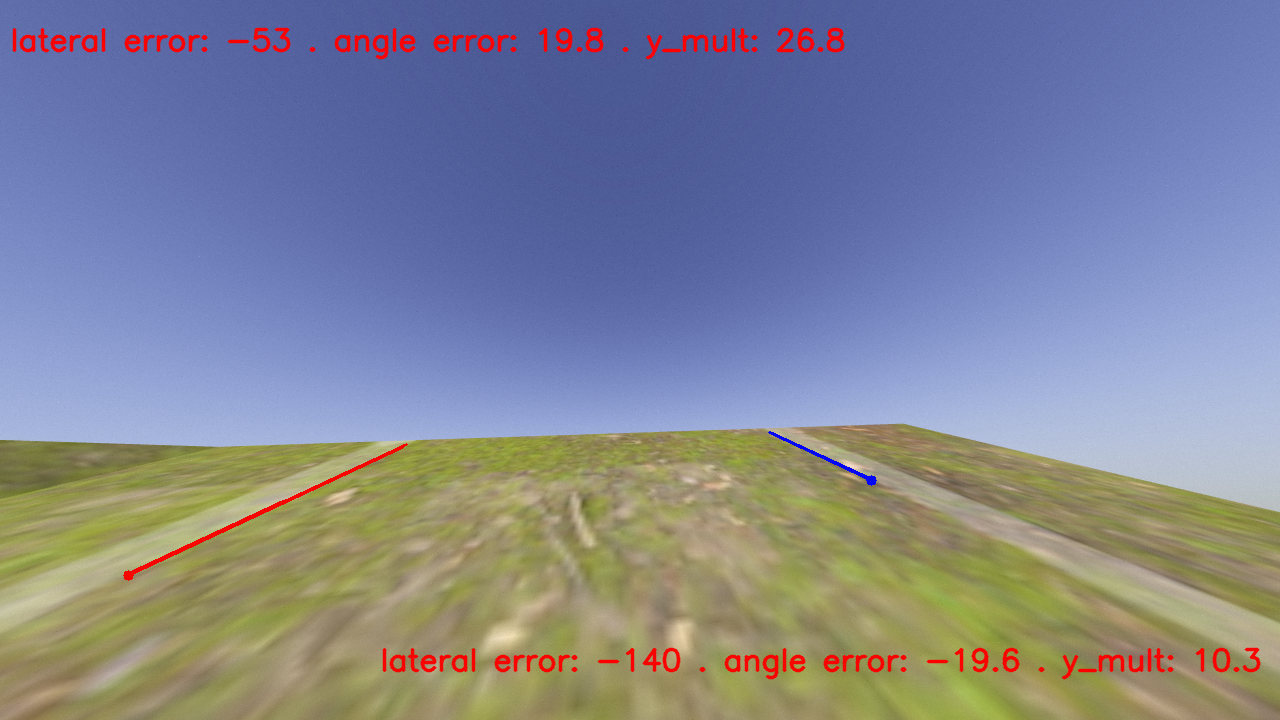 lateral error: -53 . angle error: 19.8 . y_mult: 26.8
lateral error: -140 . angle error: -19.6 . y_mult: 10.3